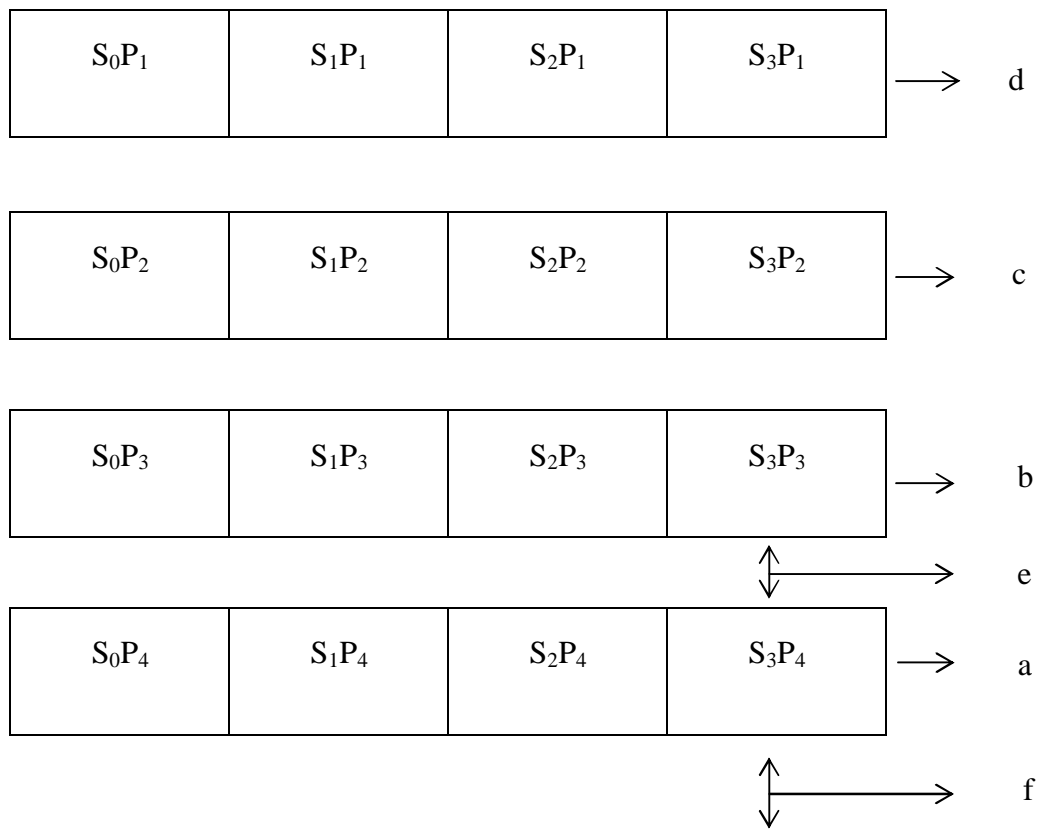 S₀P₁ S₁P₁ S₂P₁ S₃P₁ d
S₀P₂ S₁P₂ S₂P₂ S₃P₂ c
S₀P₃ S₁P₃ S₂P₃ S₃P₃ b
e
S₀P₄ S₁P₄ S₂P₄ S₃P₄ a
f